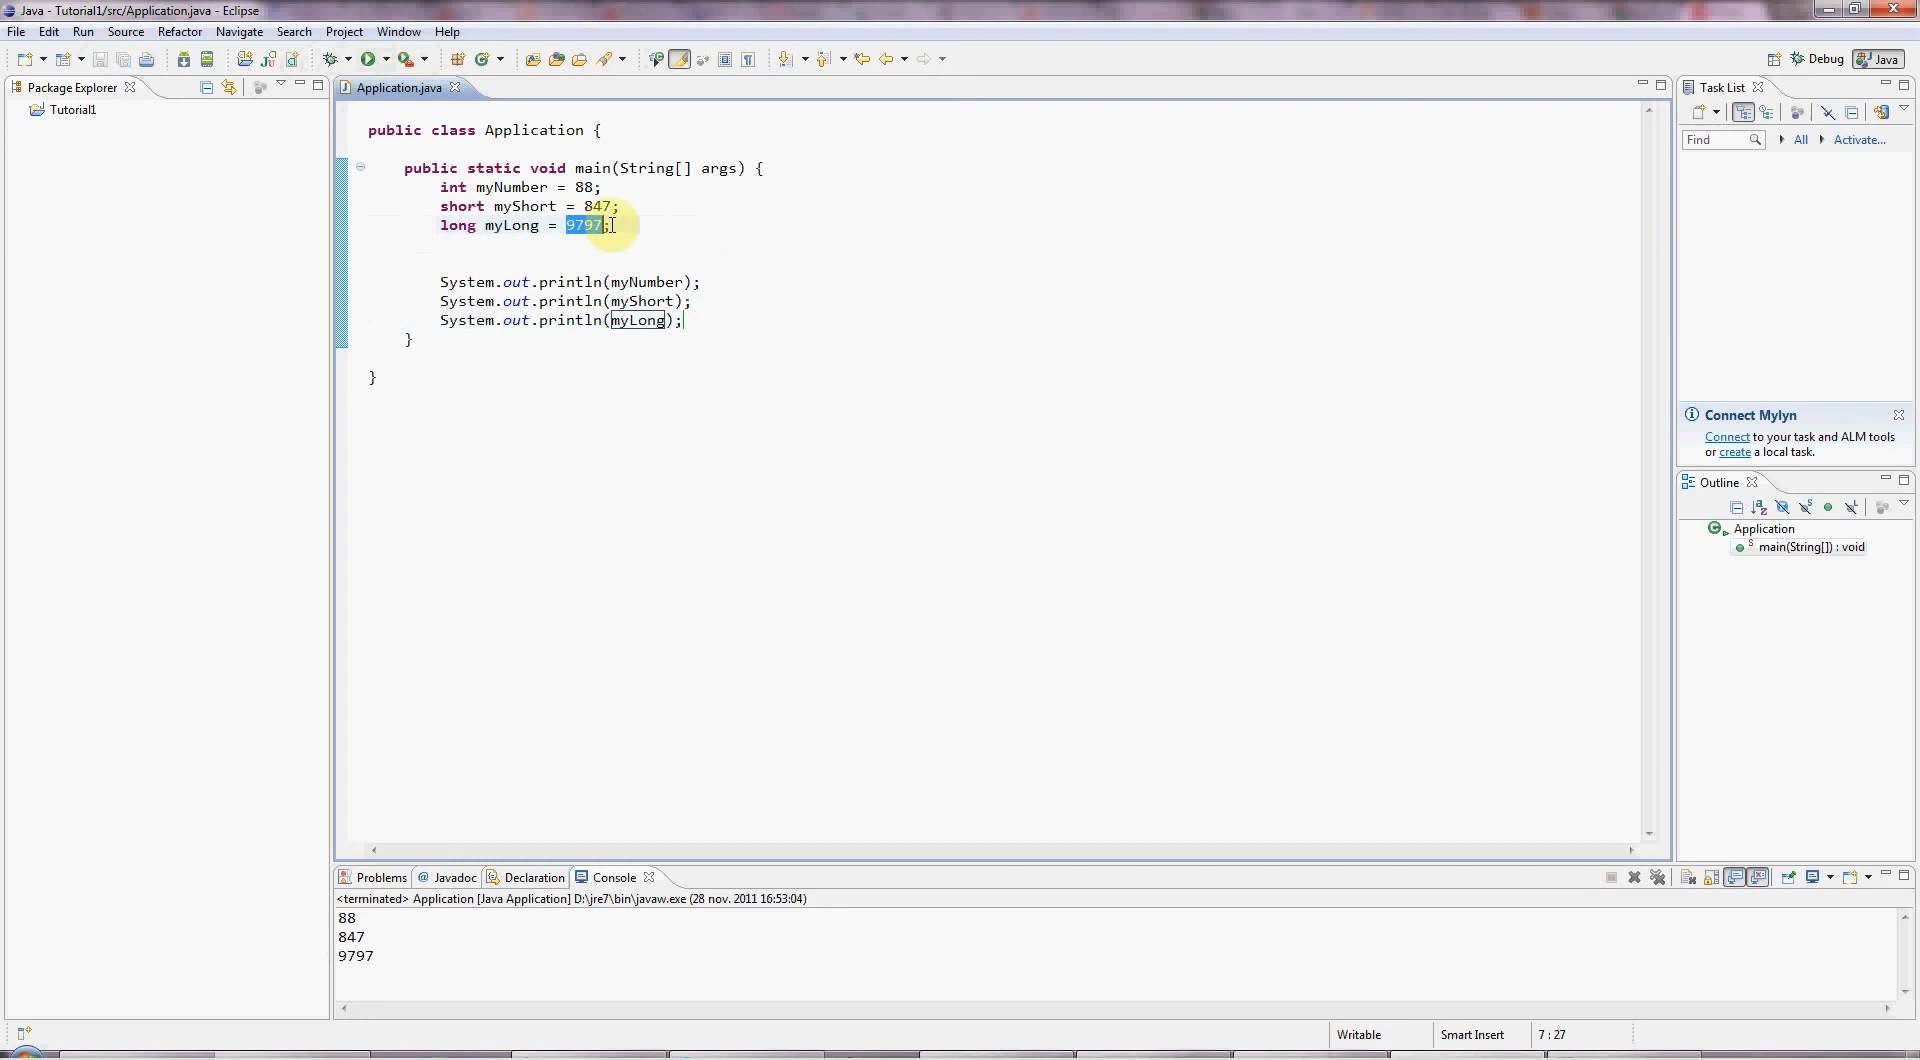 Java - Tutorial1/src/Application.java - Eclipse
File Edit Run Source Refactor Navigate Search Project Window Help
Debug Java
Package Explorer
Tutorial1
Application.java
public class Application {
public static void main(String[] args) {
int myNumber = 88;
short myShort = 847;
long myLong = 9797;
System.out.println(myNumber);
System.out.println(myShort);
System.out.println(myLong);
}
}
Task List
Find All Activate...
Connect Mylyn
Connect to your task and ALM tools
or create a local task.
Outline
Application
main(String[]) : void
Problems Javadoc Declaration Console
<terminated> Application [Java Application] D:\jre7\bin\javaw.exe (28 nov. 2011 16:53:04)
88
847
9797
Writable Smart Insert 7 : 27